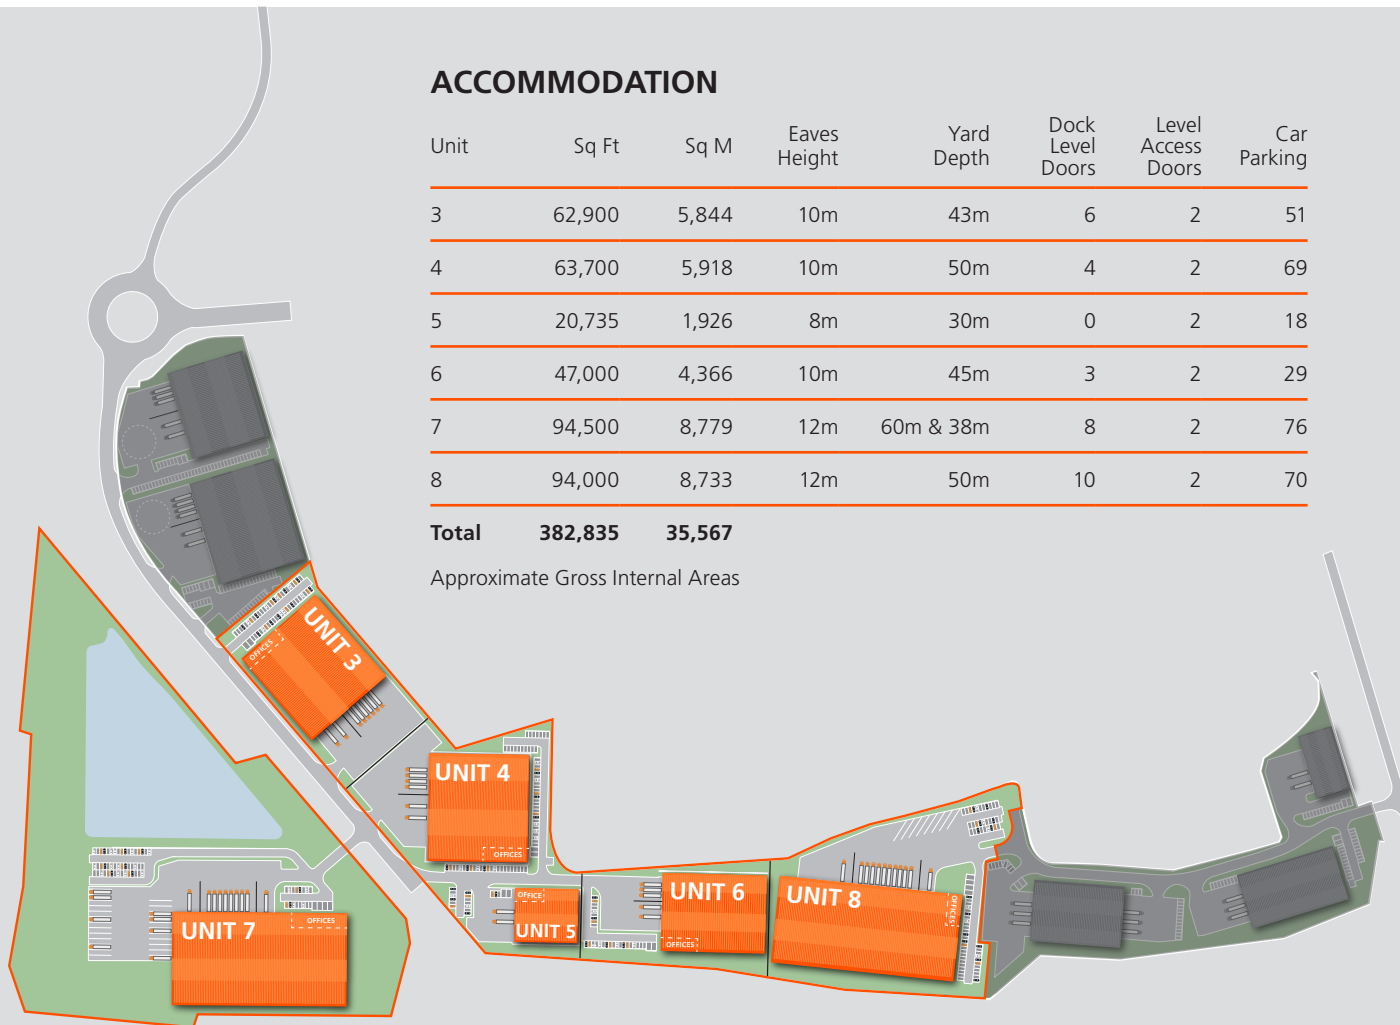 ACCOMMODATION
Unit Sq Ft Sq M Eaves Height Yard Depth Dock Level Doors Level Access Doors Car Parking
3 62,900 5,844 10m 43m 6 2 51
4 63,700 5,918 10m 50m 4 2 69
5 20,735 1,926 8m 30m 0 2 18
6 47,000 4,366 10m 45m 3 2 29
7 94,500 8,779 12m 60m & 38m 8 2 76
8 94,000 8,733 12m 50m 10 2 70
Total 382,835 35,567
Approximate Gross Internal Areas
UNIT 3
OFFICES
UNIT 4
OFFICES
OFFICE
UNIT 5
UNIT 6
OFFICES
UNIT 8
OFFICES
OFFICES
UNIT 7